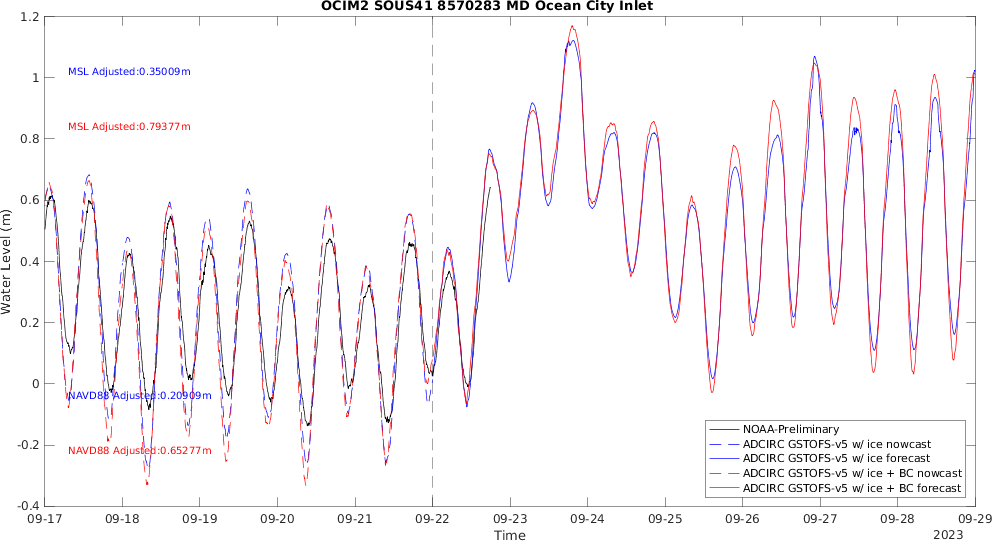 OCIM2 SOUS41 8570283 MD Ocean City Inlet
Water Level (m)
1.2
1
0.8
0.6
0.4
0.2
0
-0.2
-0.4
MSL Adjusted:0.35009m
MSL Adjusted:0.79377m
NAVD88 Adjusted:0.20909m
NAVD88 Adjusted:0.65277m
NOAA-Preliminary
ADCIRC GSTOFS-v5 w/ ice nowcast
ADCIRC GSTOFS-v5 w/ ice forecast
ADCIRC GSTOFS-v5 w/ ice + BC nowcast
ADCIRC GSTOFS-v5 w/ ice + BC forecast
09-17 09-18 09-19 09-20 09-21 09-22 09-23 09-24 09-25 09-26 09-27 09-28 09-29
Time
2023